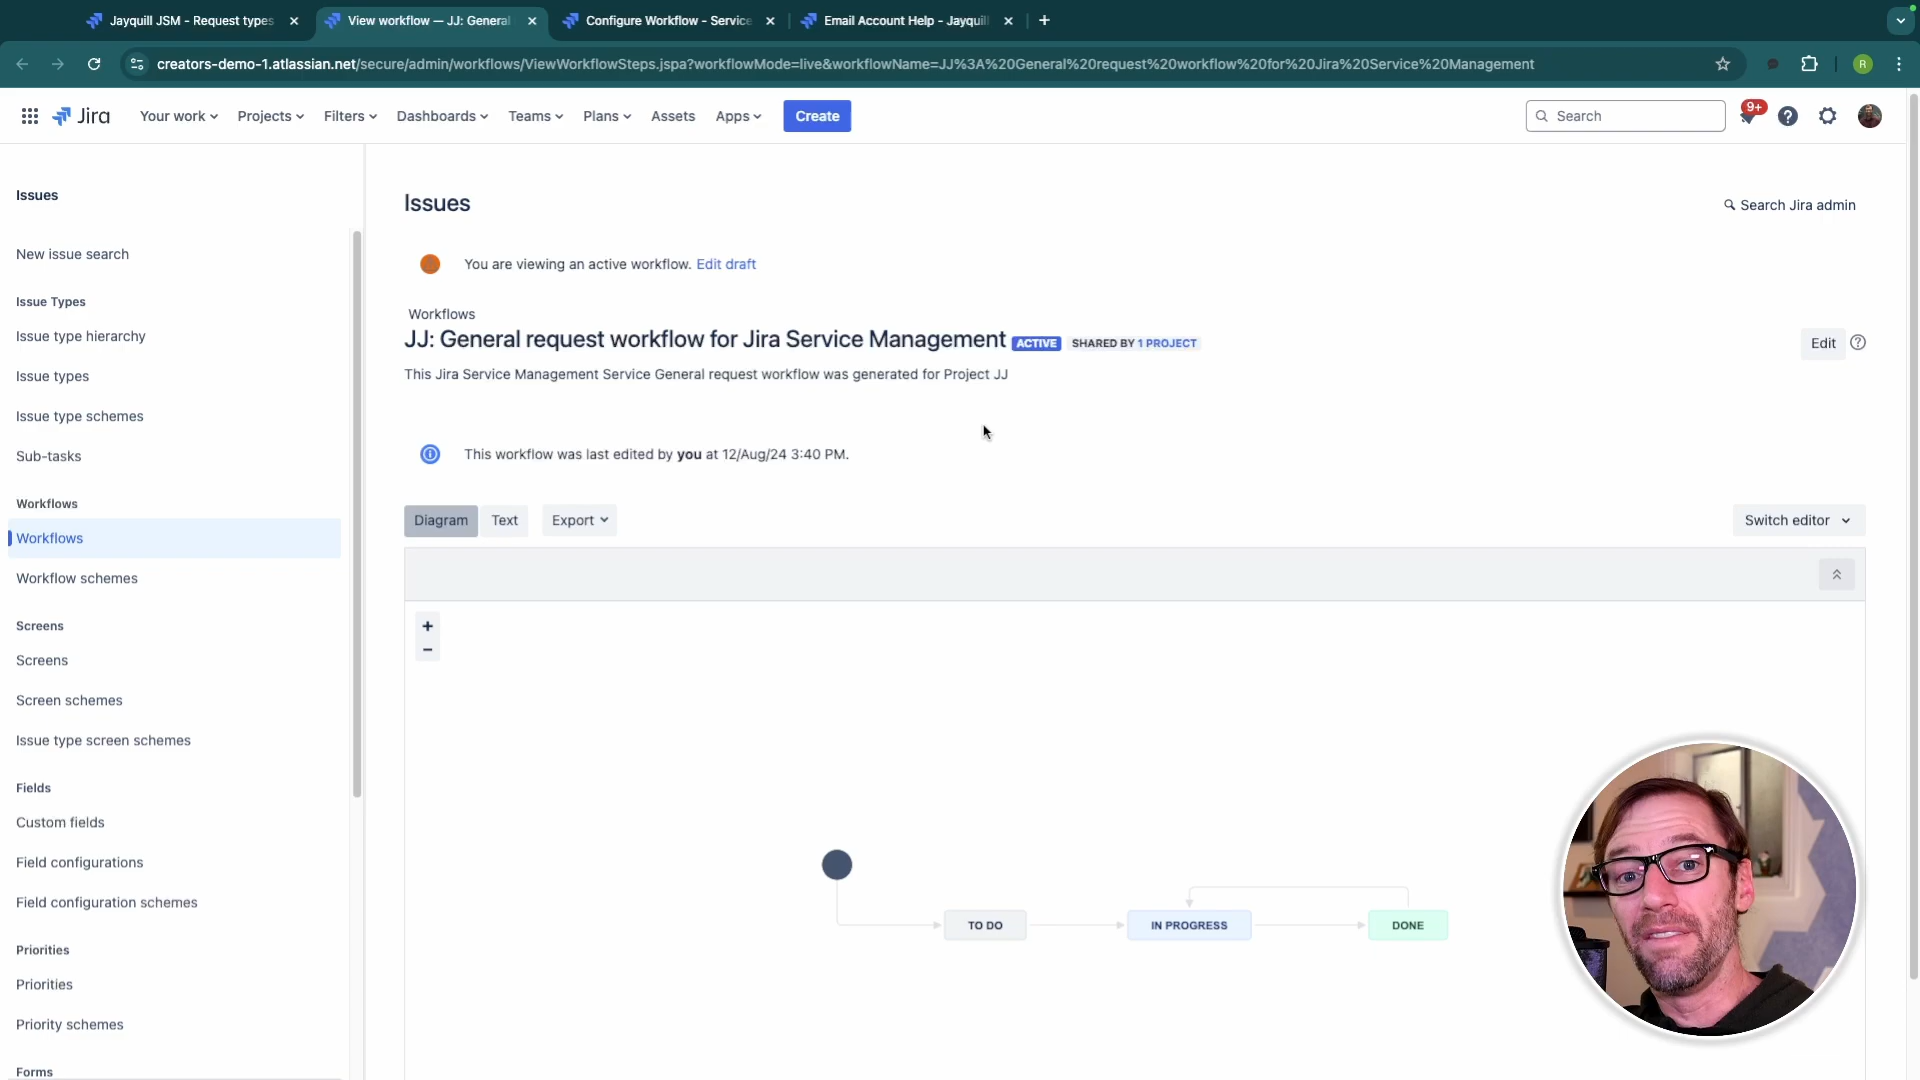 Jayquill JSM - Request types
View workflow — JJ: General
Configure Workflow - Service
Email Account Help - Jayquill
creators-demo-1.atlassian.net/secure/admin/workflows/ViewWorkflowSteps.jspa?workflowMode=live&workflowName=JJ%3A%20General%20request%20workflow%20for%20Jira%20Service%20Management
R
Jira
Your work
Projects
Filters
Dashboards
Teams
Plans
Assets
Apps
Create
Search
9+
Issues
New issue search
Issue Types
Issue type hierarchy
Issue types
Issue type schemes
Sub-tasks
Workflows
Workflows
Workflow schemes
Screens
Screens
Screen schemes
Issue type screen schemes
Fields
Custom fields
Field configurations
Field configuration schemes
Priorities
Priorities
Priority schemes
Forms
Issues
Search Jira admin
You are viewing an active workflow. Edit draft
Workflows
JJ: General request workflow for Jira Service Management ACTIVE SHARED BY 1 PROJECT
Edit
This Jira Service Management Service General request workflow was generated for Project JJ
This workflow was last edited by you at 12/Aug/24 3:40 PM.
Diagram
Text
Export
Switch editor
+
−
TO DO
IN PROGRESS
DONE